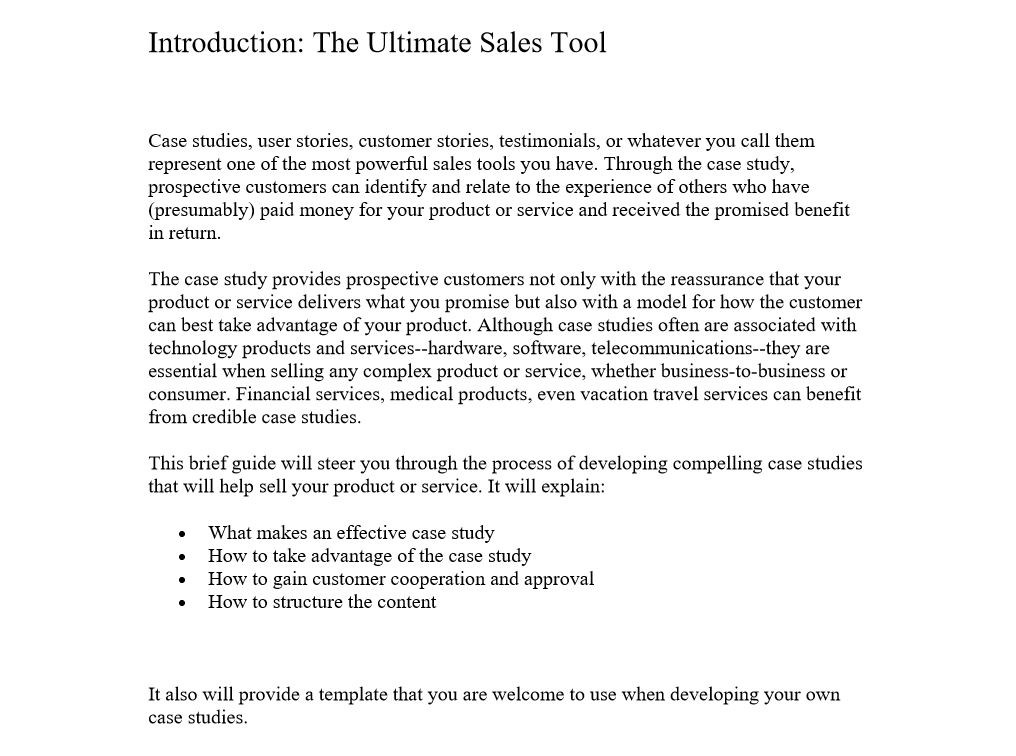 Introduction: The Ultimate Sales Tool
Case studies, user stories, customer stories, testimonials, or whatever you call them
represent one of the most powerful sales tools you have. Through the case study,
prospective customers can identify and relate to the experience of others who have
(presumably) paid money for your product or service and received the promised benefit
in return.
The case study provides prospective customers not only with the reassurance that your
product or service delivers what you promise but also with a model for how the customer
can best take advantage of your product. Although case studies often are associated with
technology products and services--hardware, software, telecommunications--they are
essential when selling any complex product or service, whether business-to-business or
consumer. Financial services, medical products, even vacation travel services can benefit
from credible case studies.
This brief guide will steer you through the process of developing compelling case studies
that will help sell your product or service. It will explain:
• What makes an effective case study
• How to take advantage of the case study
• How to gain customer cooperation and approval
• How to structure the content
It also will provide a template that you are welcome to use when developing your own
case studies.